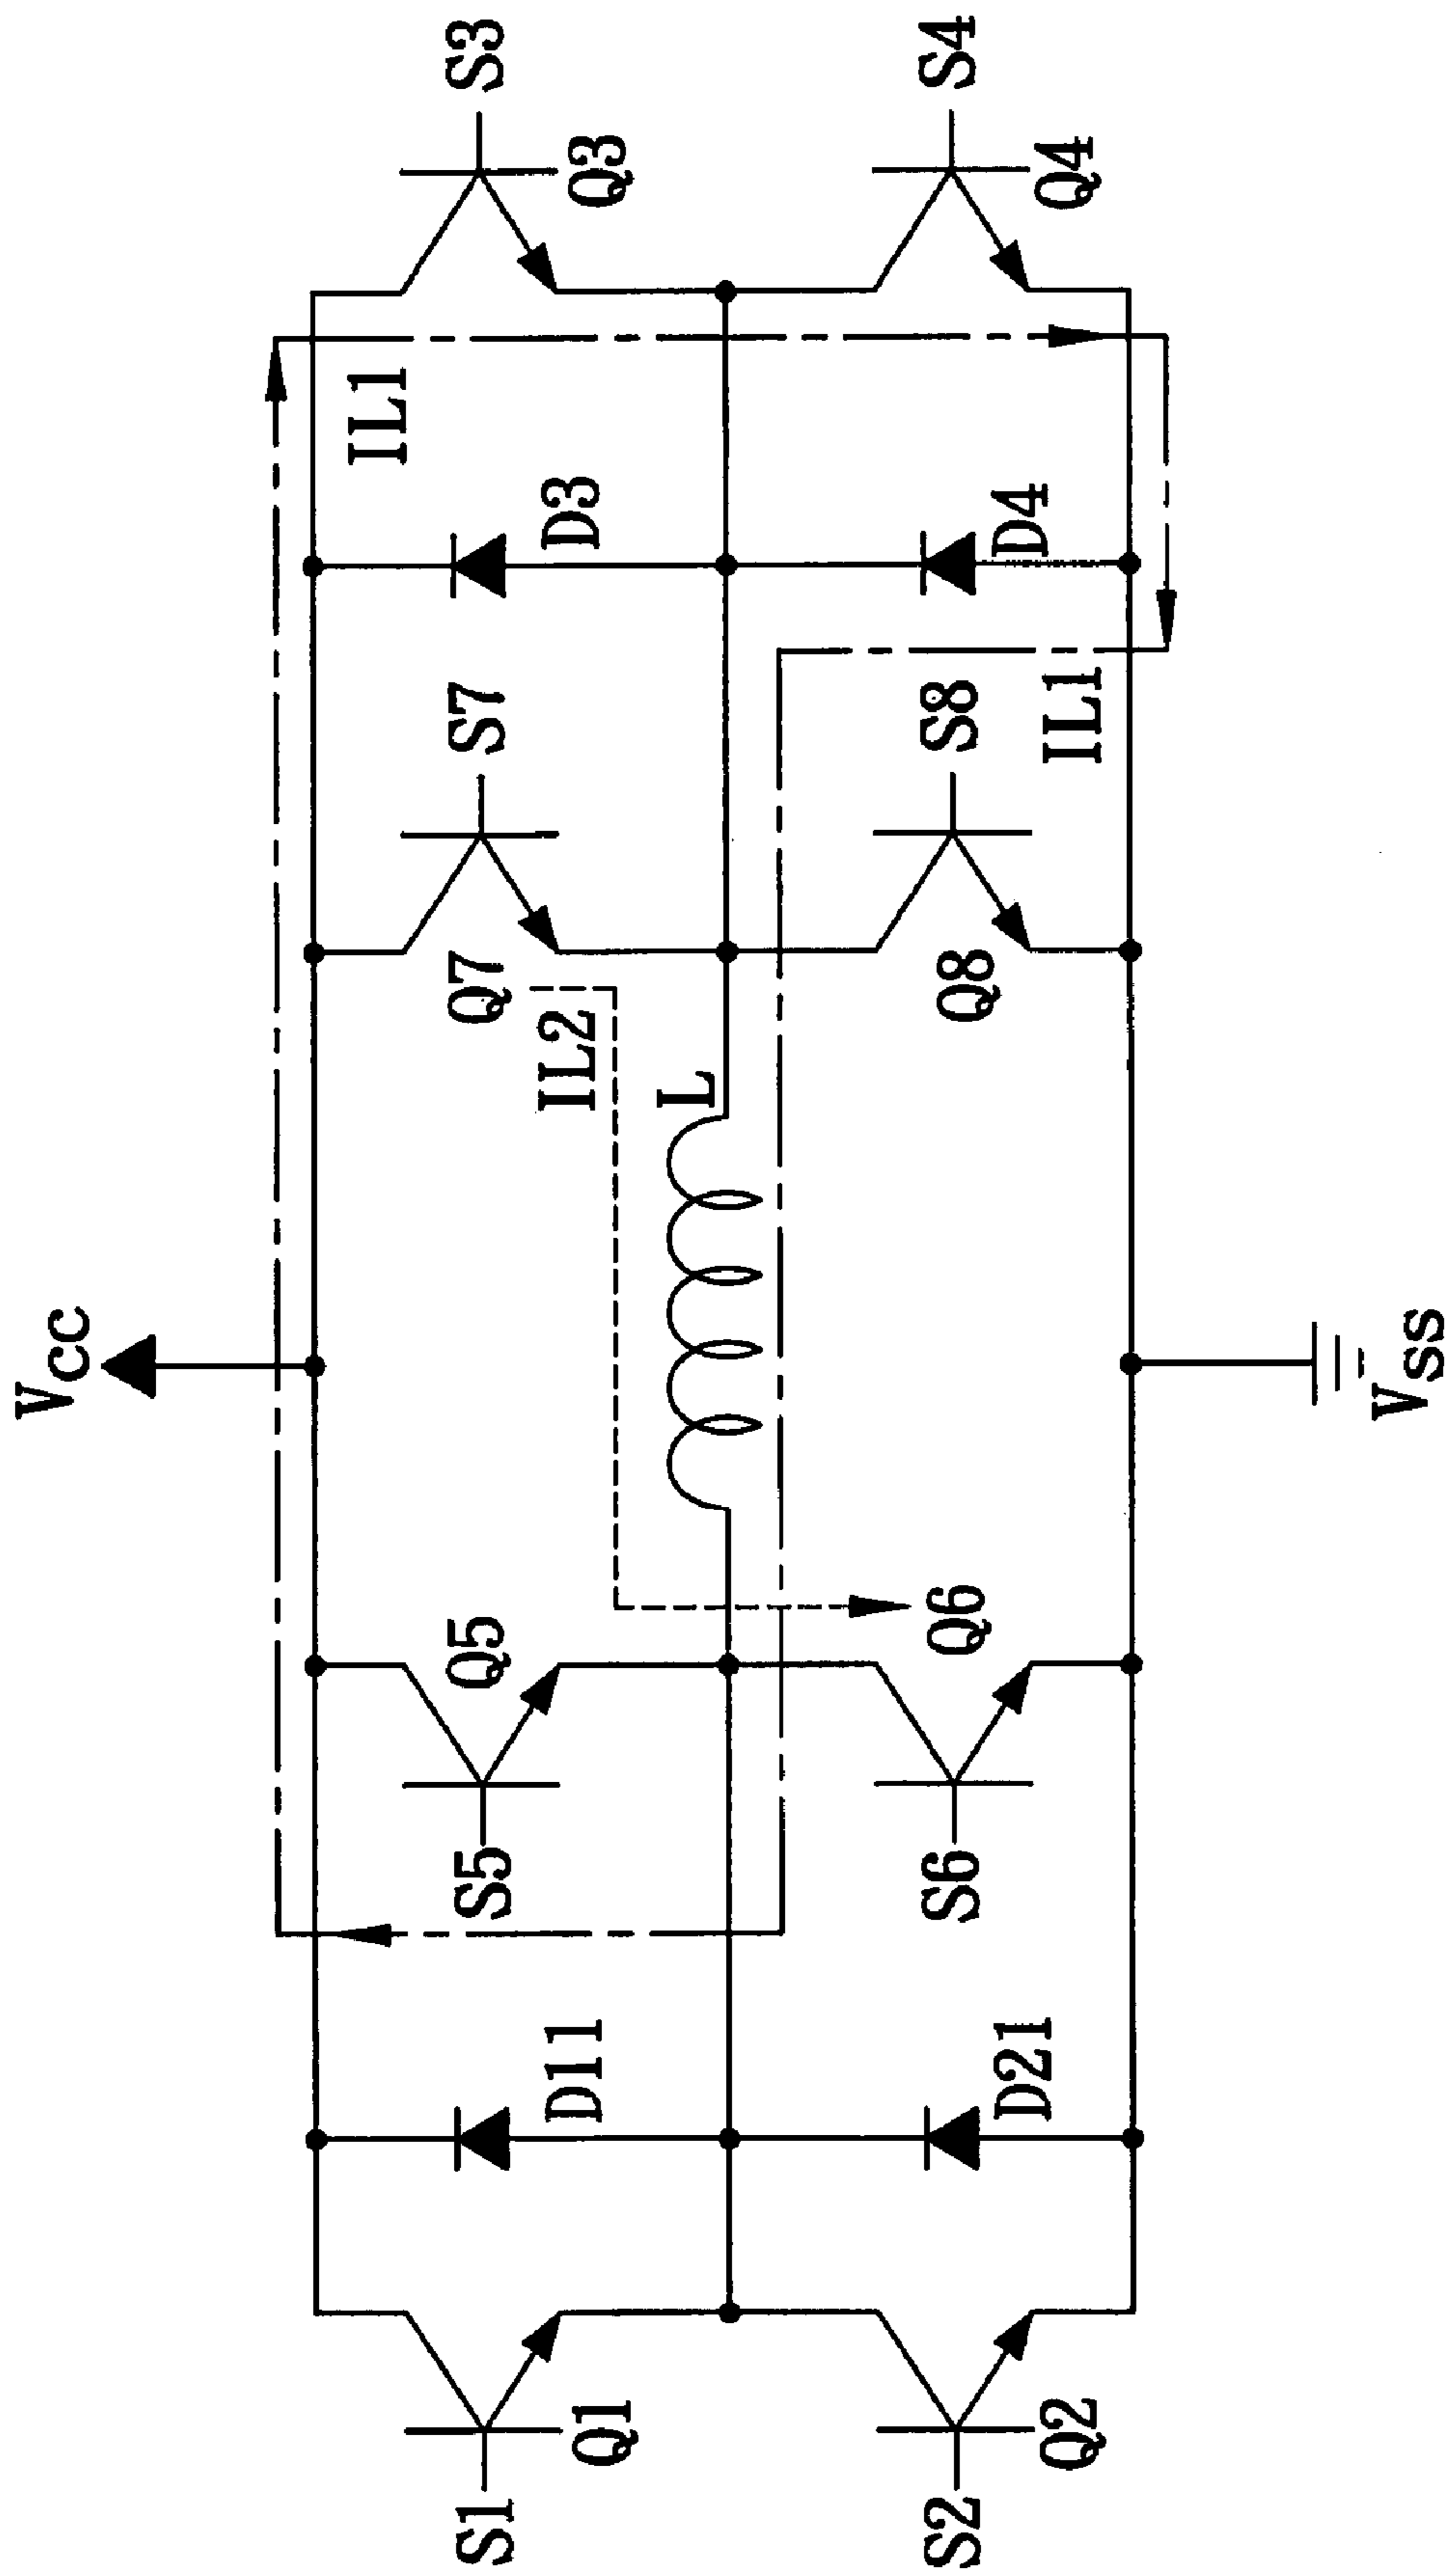 VCC
IL1
S5
Q5
Q7
S7
S3
Q1
D11
IL2
D3
Q3
S1
L
S6
Q6
Q8
S8
S4
Q2
D21
D4
Q4
S2
IL1
VSS